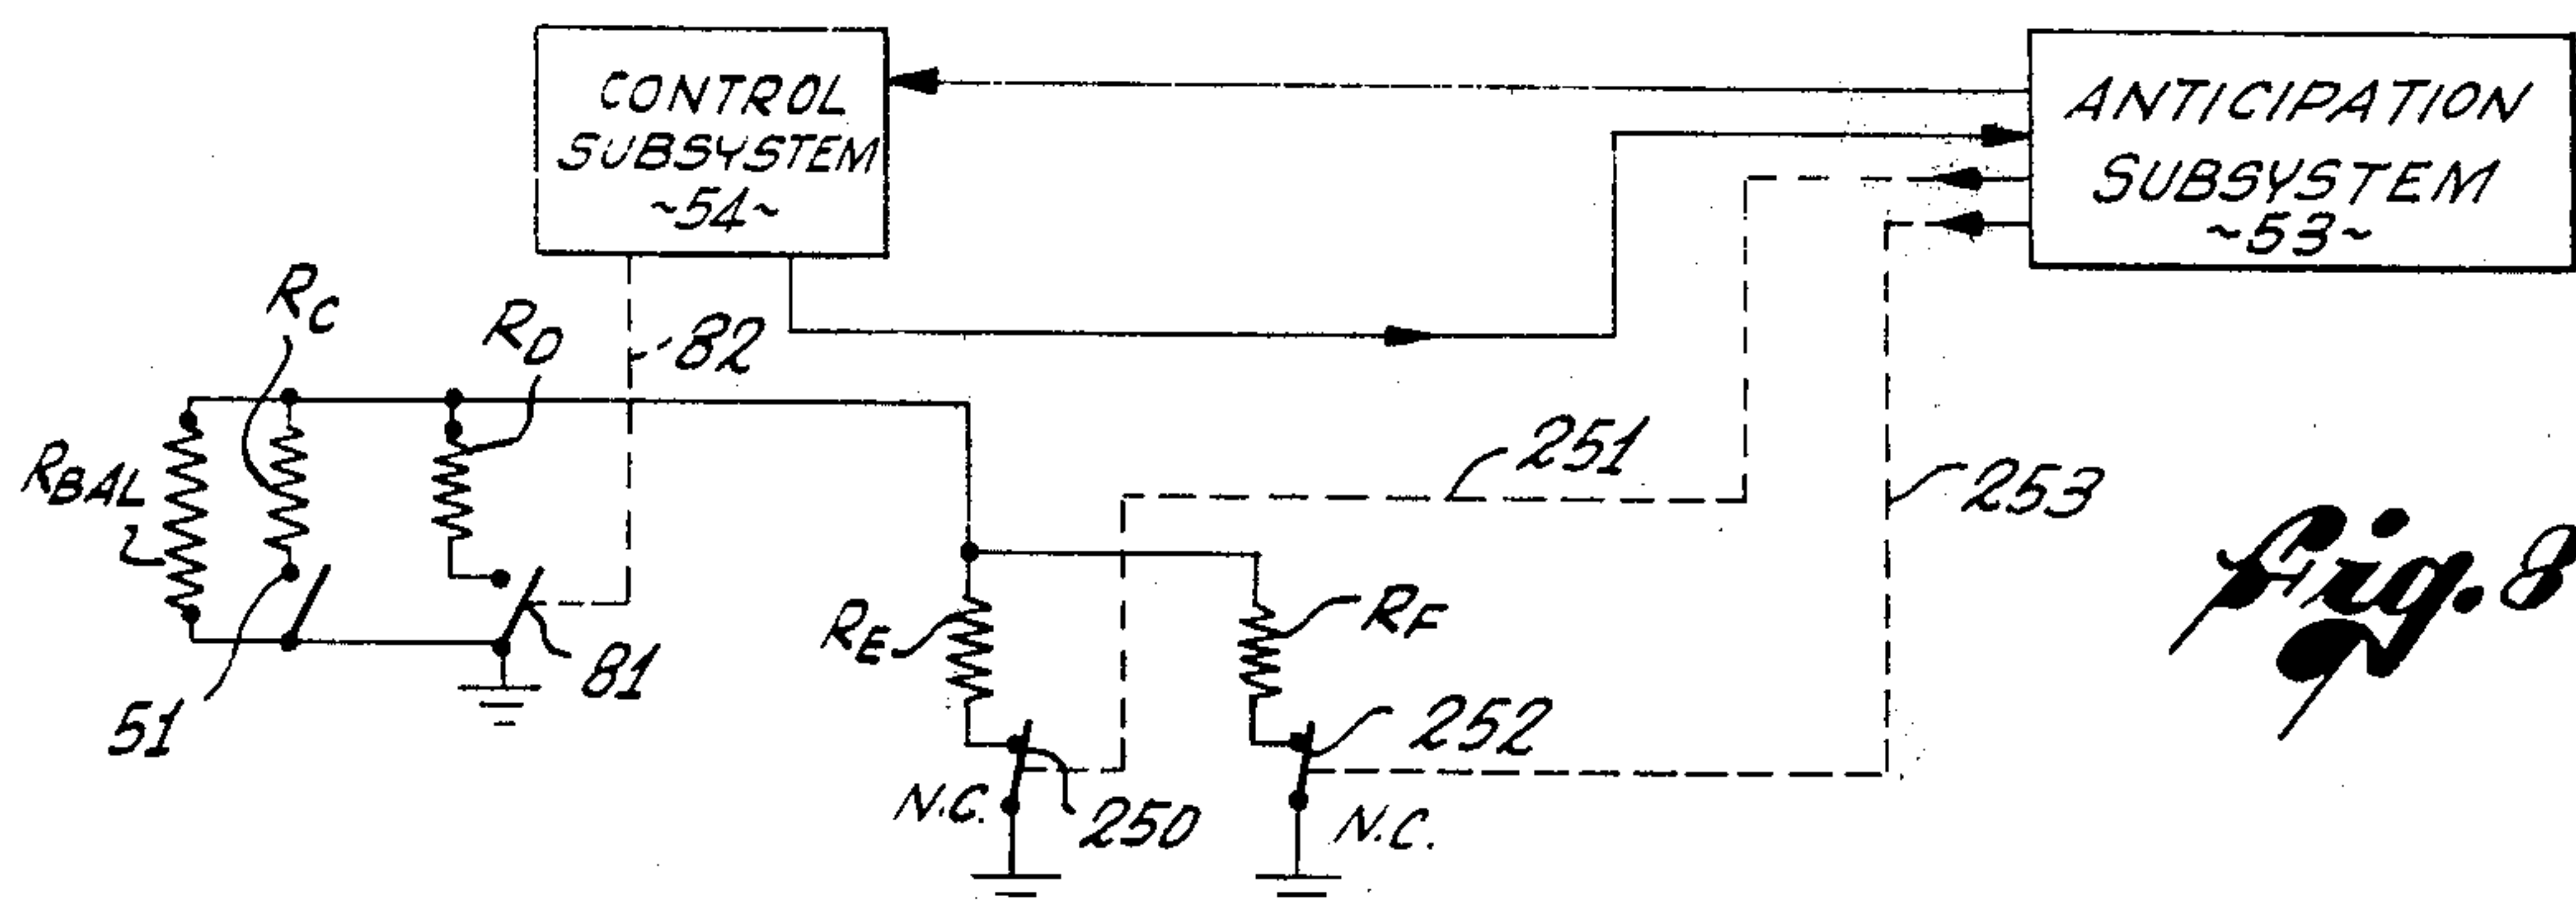 CONTROL
SUBSYSTEM
~54~
ANTICIPATION
SUBSYSTEM
~53~
RC
RD
82
RBAL
251
253
Fig. 8
RE
RF
81
51
252
N.C.
250
N.C.